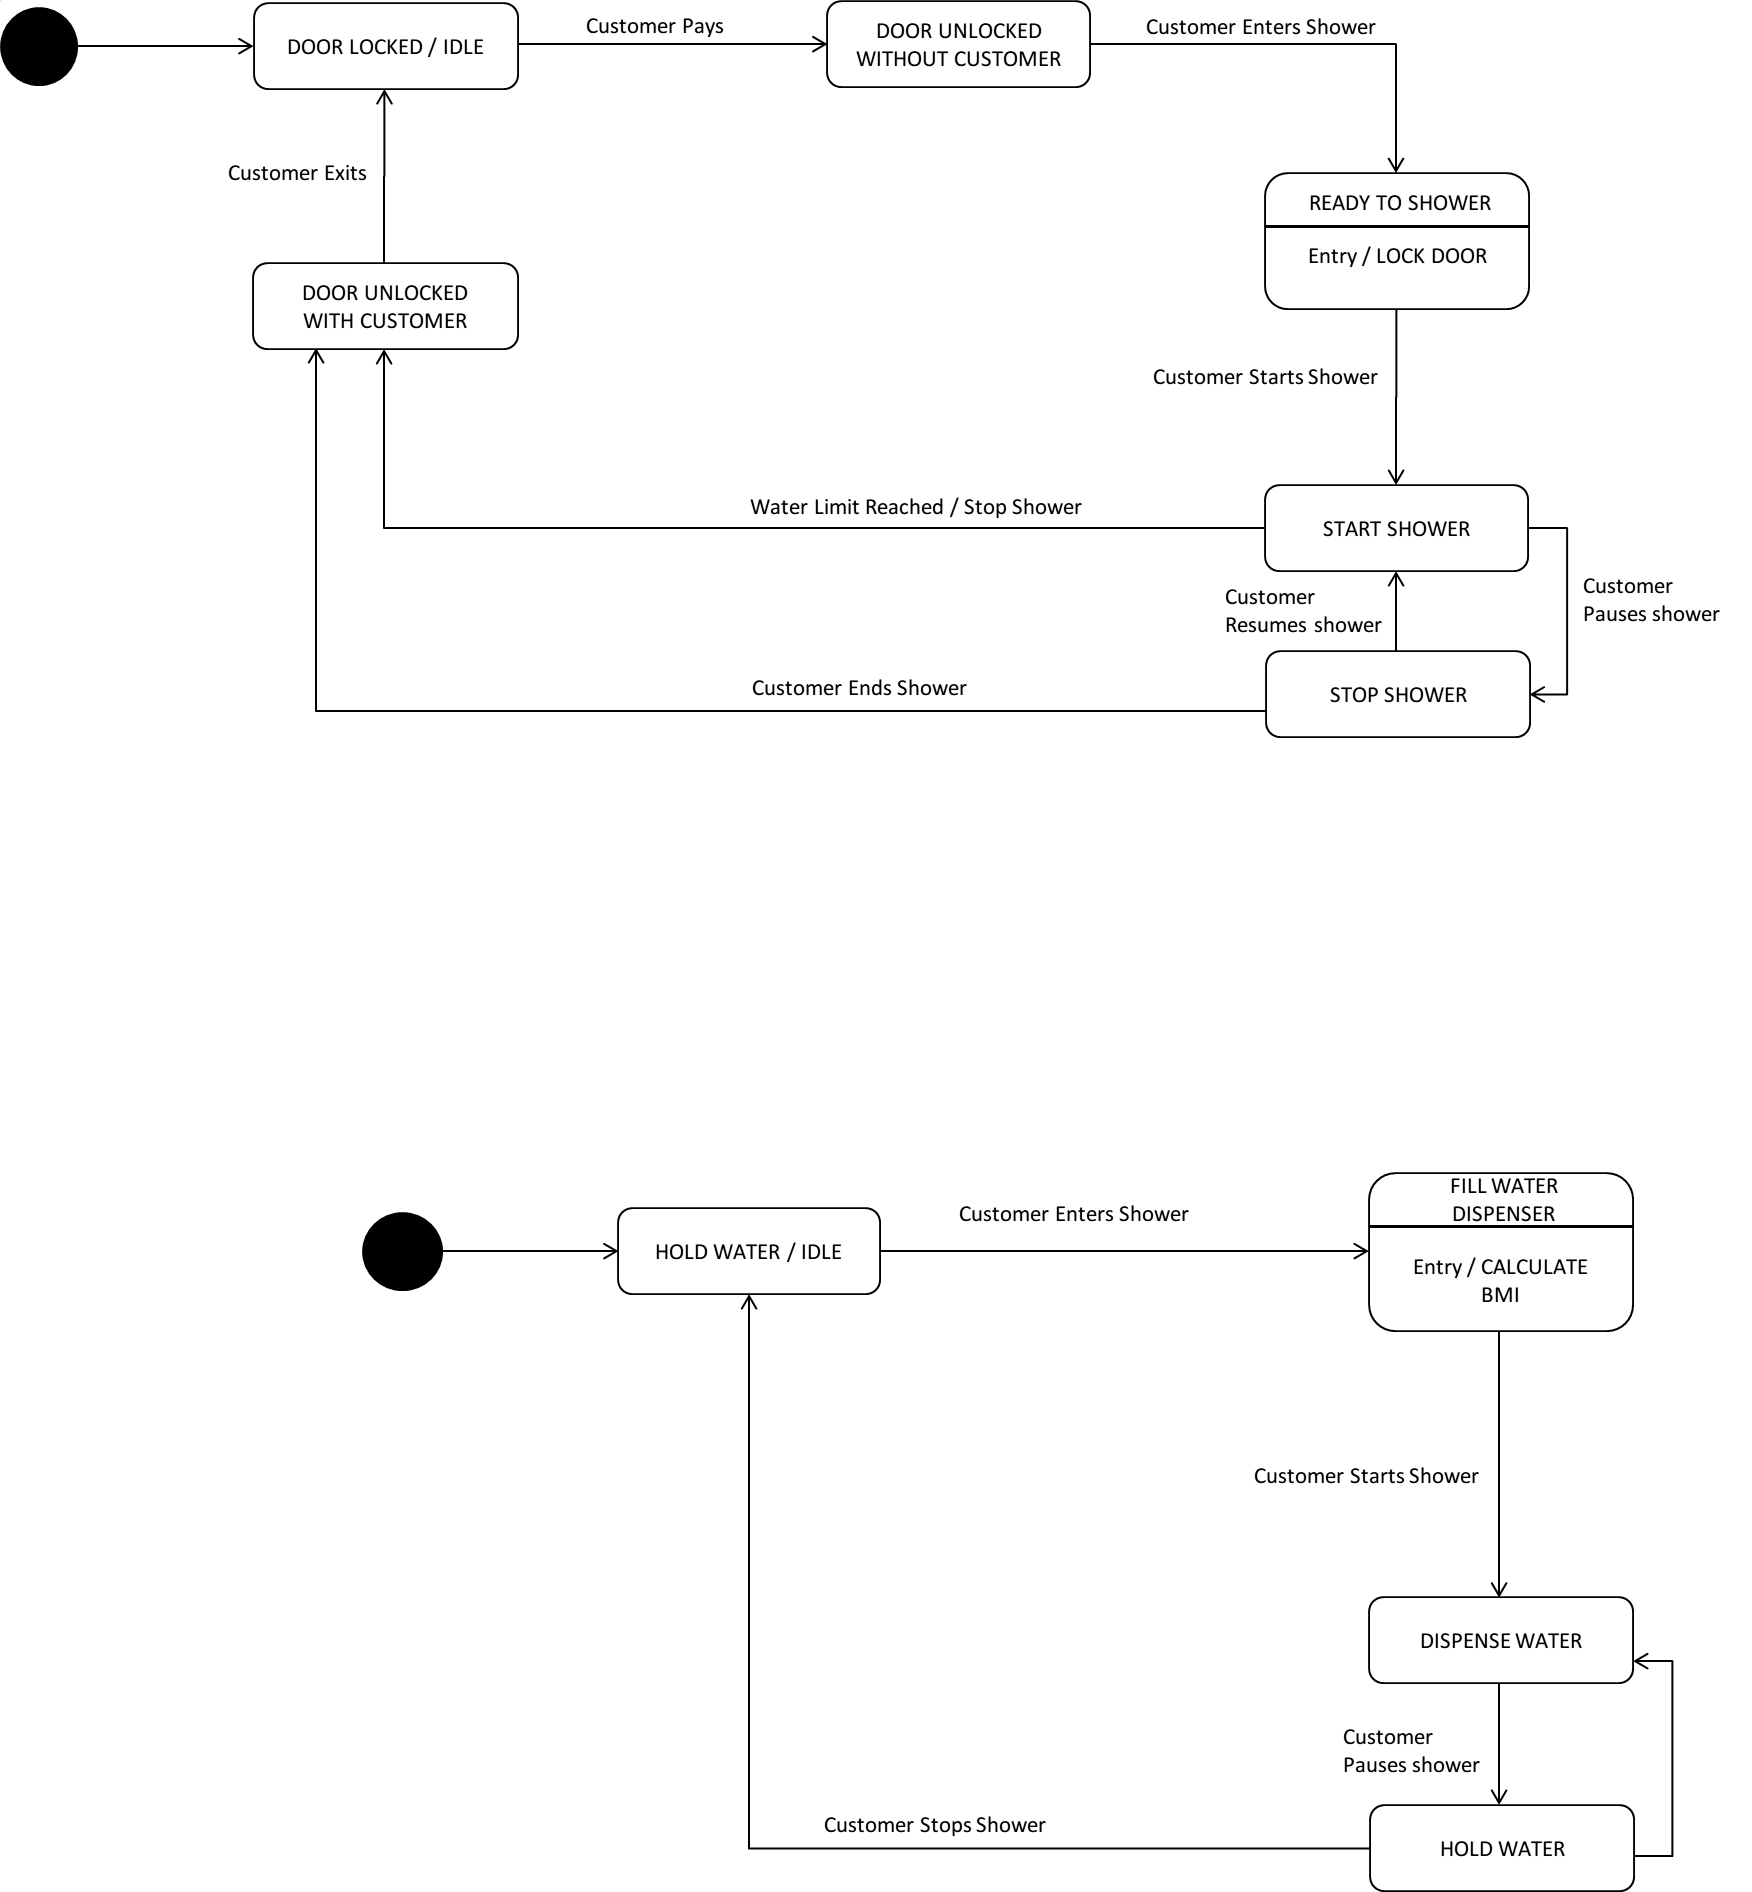 DOOR LOCKED / IDLE
Customer Pays
DOOR UNLOCKED
WITHOUT CUSTOMER
Customer Enters Shower
Customer Exits
READY TO SHOWER
Entry / LOCK DOOR
DOOR UNLOCKED
WITH CUSTOMER
Customer Starts Shower
Water Limit Reached / Stop Shower
START SHOWER
Customer
Resumes shower
Customer
Pauses shower
Customer Ends Shower
STOP SHOWER
HOLD WATER / IDLE
Customer Enters Shower
FILL WATER
DISPENSER
Entry / CALCULATE
BMI
Customer Starts Shower
DISPENSE WATER
Customer
Pauses shower
Customer Stops Shower
HOLD WATER